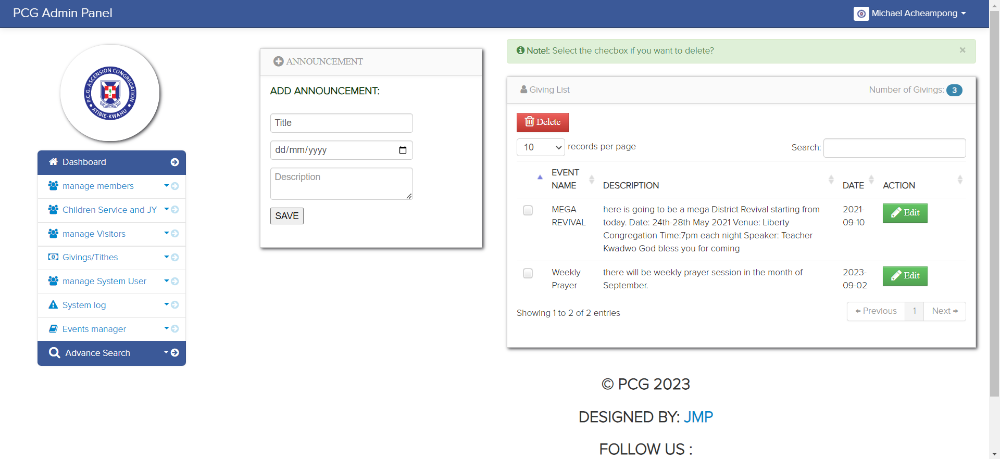 PCG Admin Panel
Michael Acheampong
P.C.G. ASCENSION CONGREGATION
ATIBIE-KWAHU
Dashboard
manage members
Children Service and JY
manage Visitors
Givings/Tithes
manage System User
System log
Events manager
Advance Search
ANNOUNCEMENT
ADD ANNOUNCEMENT:
Title
dd/mm/yyyy
Description
SAVE
Note!: Select the checbox if you want to delete?
×
Giving List
Number of Givings: 3
Delete
10 records per page
Search:
EVENT
NAME
DESCRIPTION
DATE
ACTION
MEGA
REVIVAL
here is going to be a mega District Revival starting from
today. Date: 24th-28th May 2021 Venue: Liberty
Congregation Time:7pm each night Speaker: Teacher
Kwadwo God bless you for coming
2021-
09-10
Edit
Weekly
Prayer
there will be weekly prayer session in the month of
September.
2023-
09-02
Edit
Showing 1 to 2 of 2 entries
Previous
1
Next
© PCG 2023
DESIGNED BY: JMP
FOLLOW US :